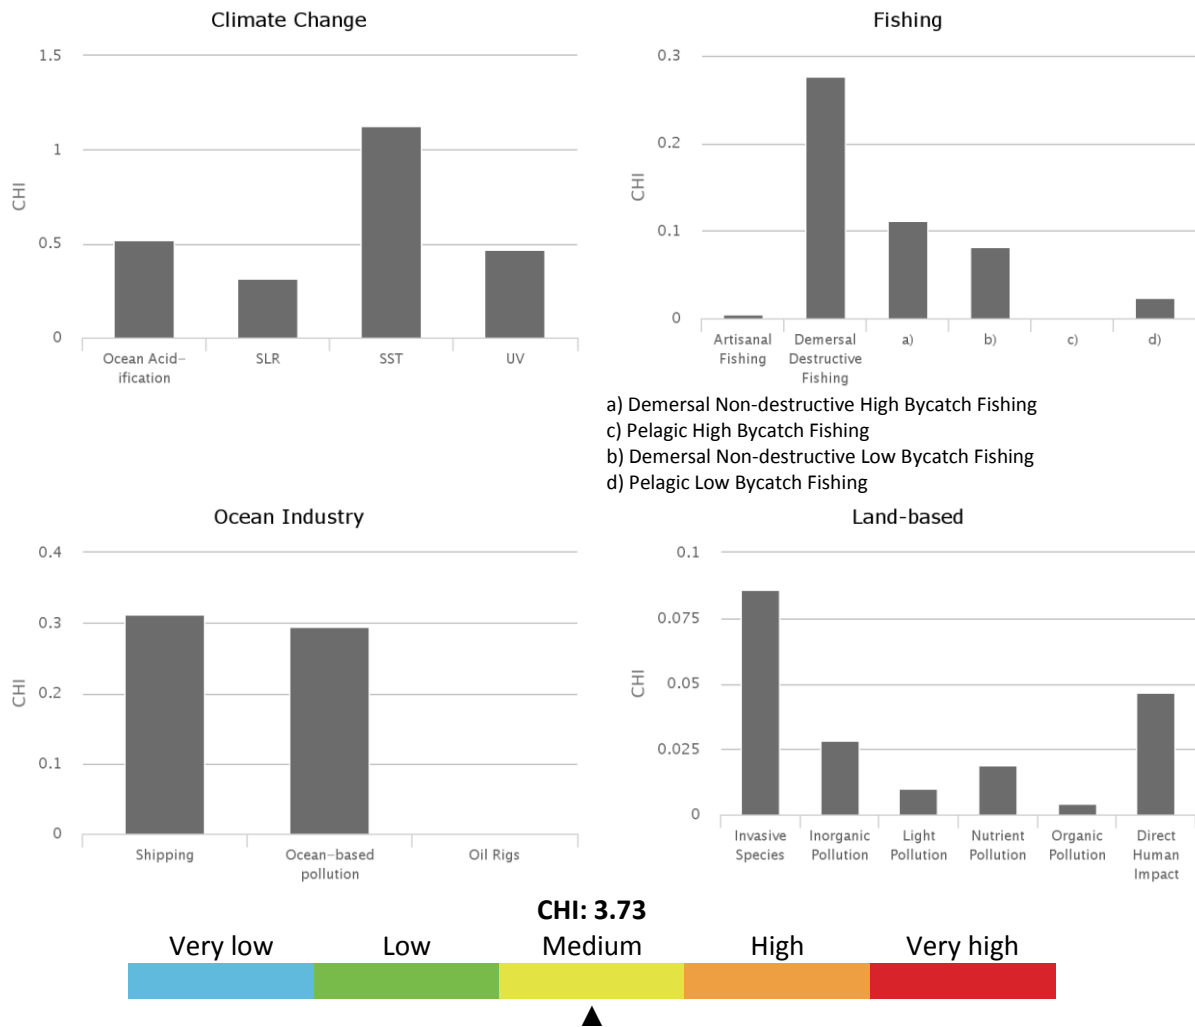 Climate Change
1.5
1
0.5
0
CHI
Ocean Acid–
ification
SLR
SST
UV
Fishing
0.3
0.2
0.1
0
CHI
Artisanal
Fishing
Demersal
Destructive
Fishing
a)
b)
c)
d)
a) Demersal Non-destructive High Bycatch Fishing
c) Pelagic High Bycatch Fishing
b) Demersal Non-destructive Low Bycatch Fishing
d) Pelagic Low Bycatch Fishing
Ocean Industry
0.4
0.3
0.2
0.1
0
CHI
Shipping
Ocean–based
pollution
Oil Rigs
Land-based
0.1
0.075
0.05
0.025
0
CHI
Invasive
Species
Inorganic
Pollution
Light
Pollution
Nutrient
Pollution
Organic
Pollution
Direct
Human
Impact
CHI: 3.73
Very low Low Medium High Very high